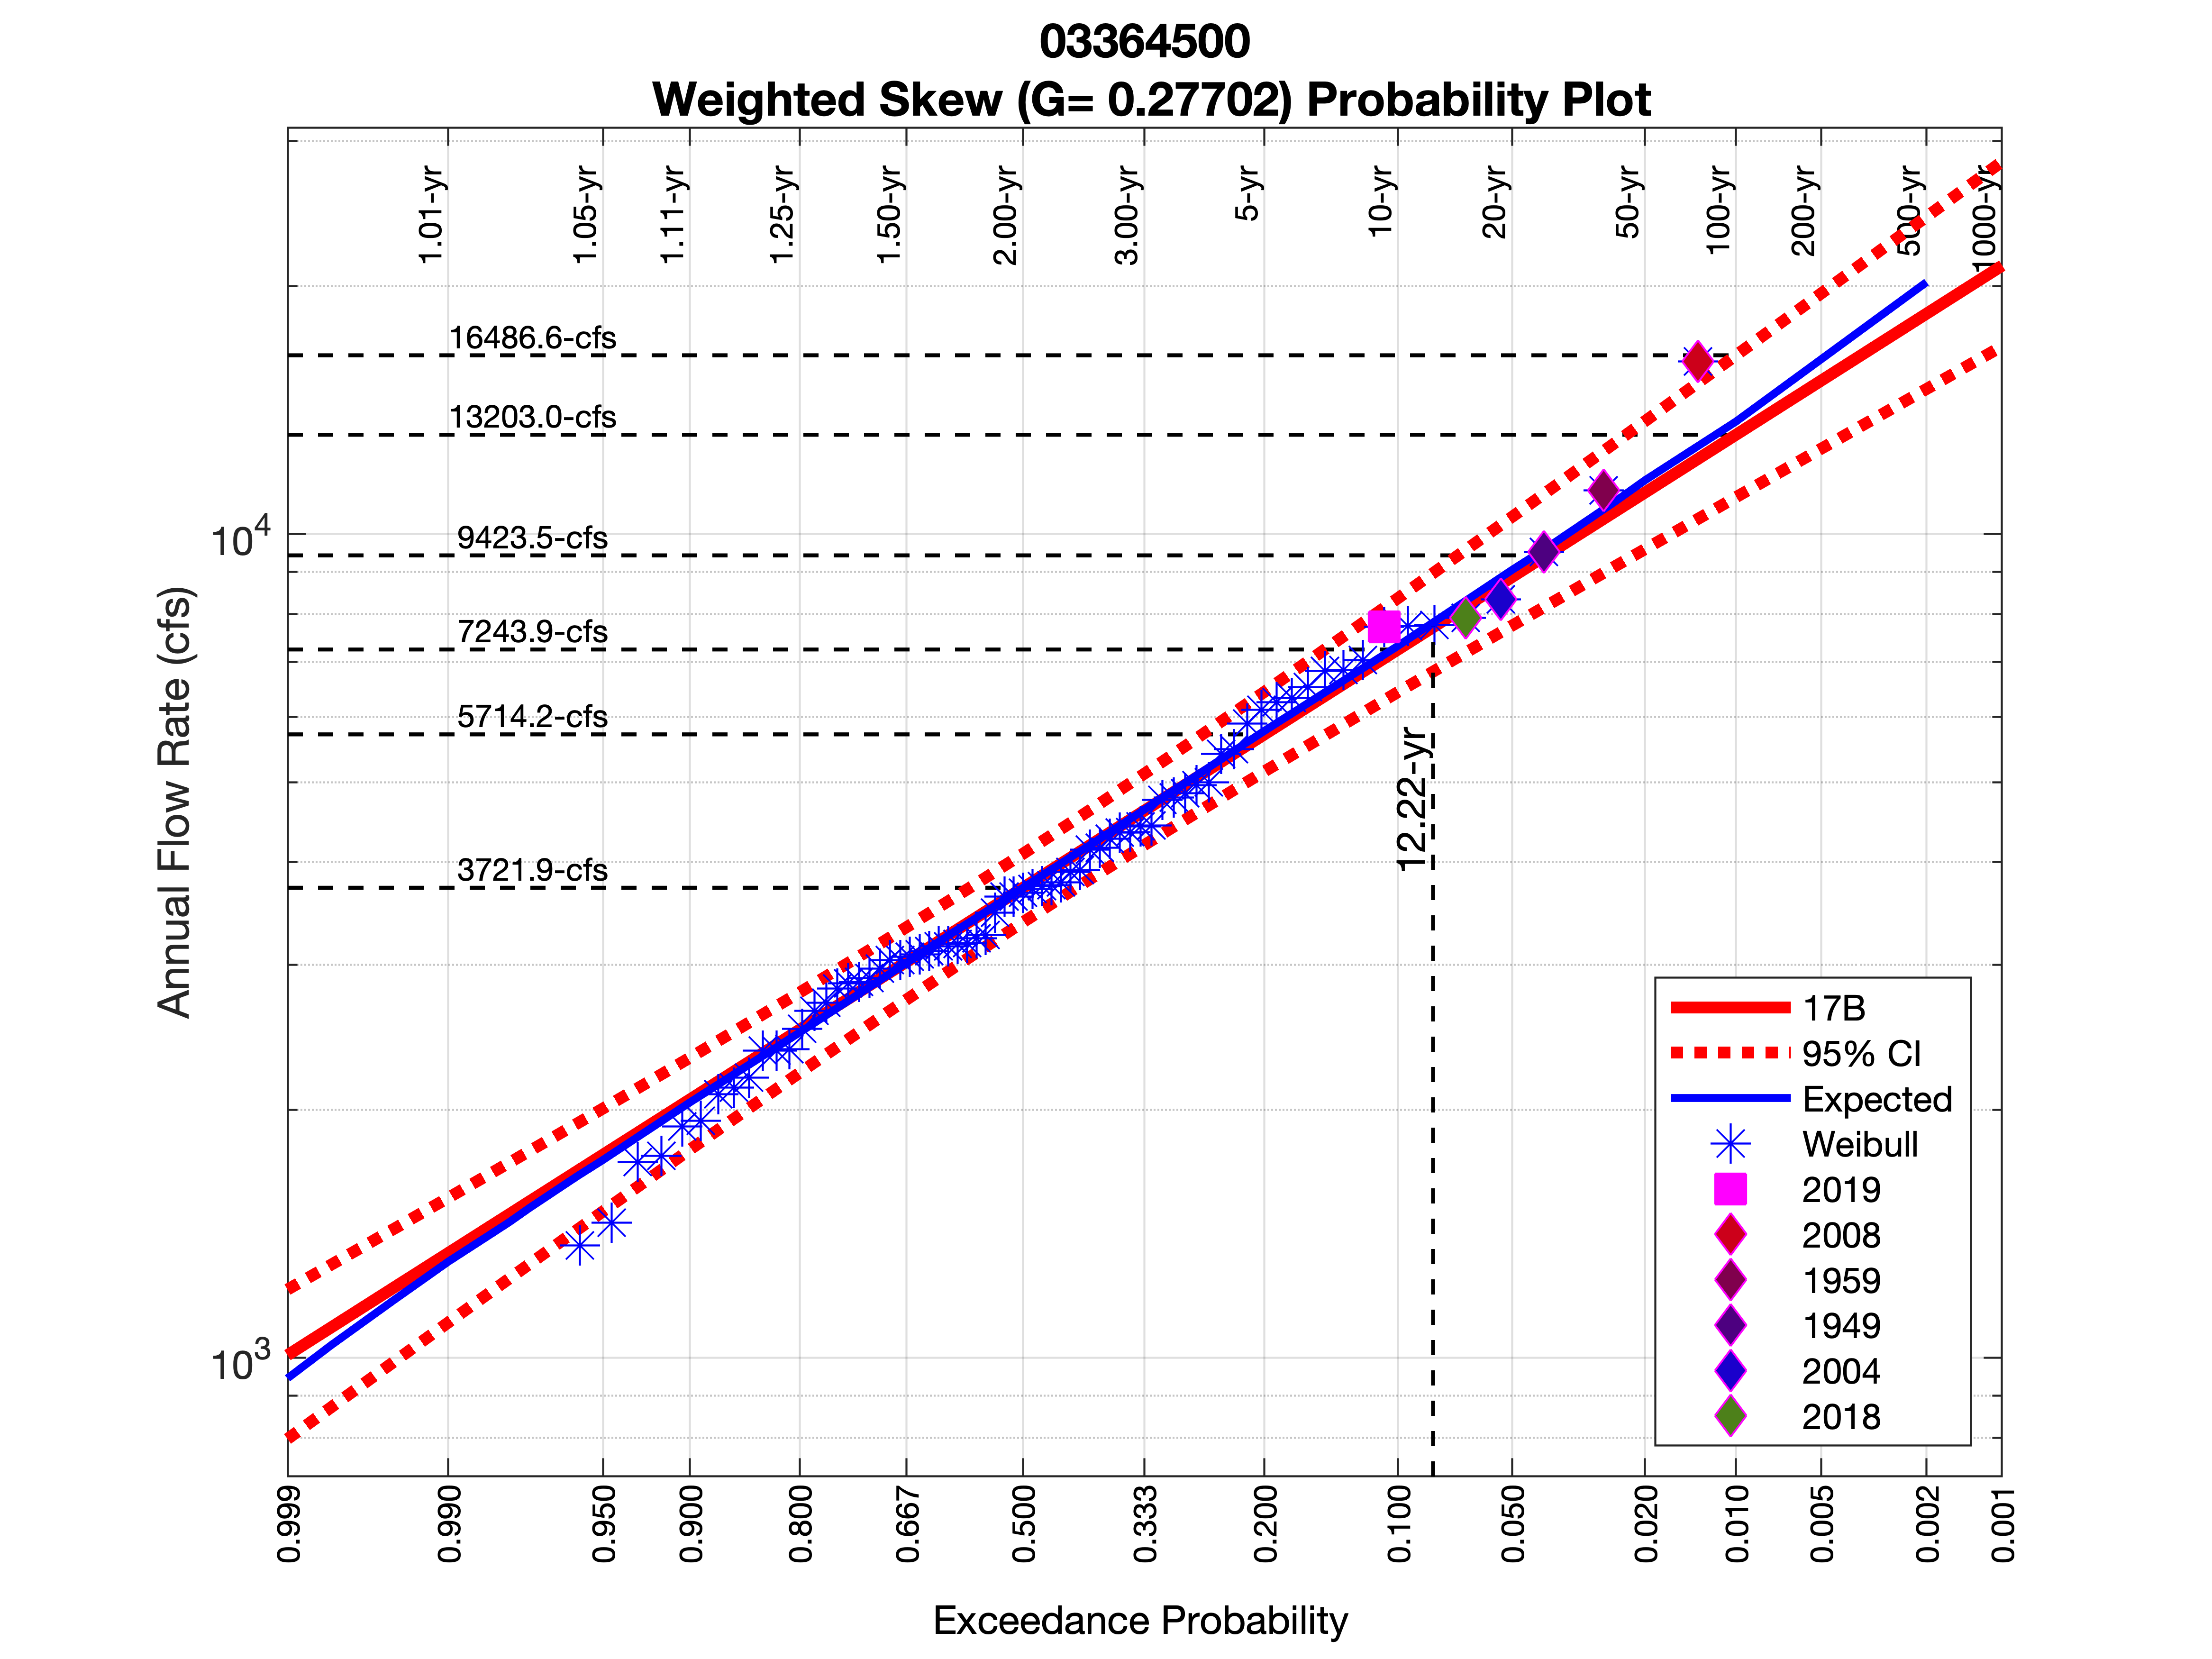 03364500
Weighted Skew (G= 0.27702) Probability Plot
1.01-yr
1.05-yr
1.11-yr
1.25-yr
1.50-yr
2.00-yr
3.00-yr
5-yr
10-yr
20-yr
50-yr
100-yr
200-yr
500-yr
1000-yr
16486.6-cfs
13203.0-cfs
9423.5-cfs
7243.9-cfs
5714.2-cfs
3721.9-cfs
12.22-yr
10⁴
10³
Annual Flow Rate (cfs)
17B
95% CI
Expected
Weibull
2019
2008
1959
1949
2004
2018
0.999
0.990
0.950
0.900
0.800
0.667
0.500
0.333
0.200
0.100
0.050
0.020
0.010
0.005
0.002
0.001
Exceedance Probability